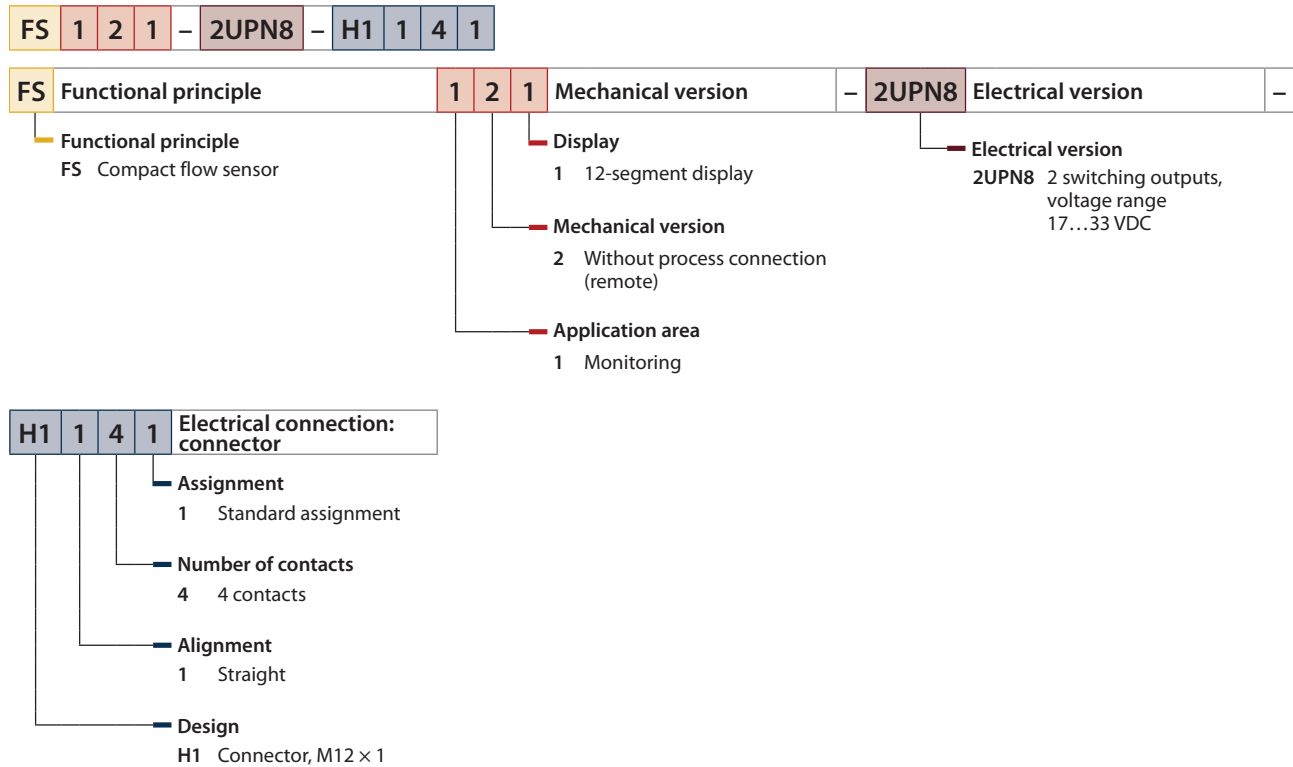 FS 1 2 1 – 2UPN8 – H1 1 4 1
FS Functional principle 1 2 1 Mechanical version – 2UPN8 Electrical version –
Functional principle
FS Compact flow sensor
Display
1 12-segment display
Mechanical version
2 Without process connection
(remote)
Application area
1 Monitoring
Electrical version
2UPN8 2 switching outputs,
voltage range
17…33 VDC
H1 1 4 1 Electrical connection:
connector
Assignment
1 Standard assignment
Number of contacts
4 4 contacts
Alignment
1 Straight
Design
H1 Connector, M12 × 1